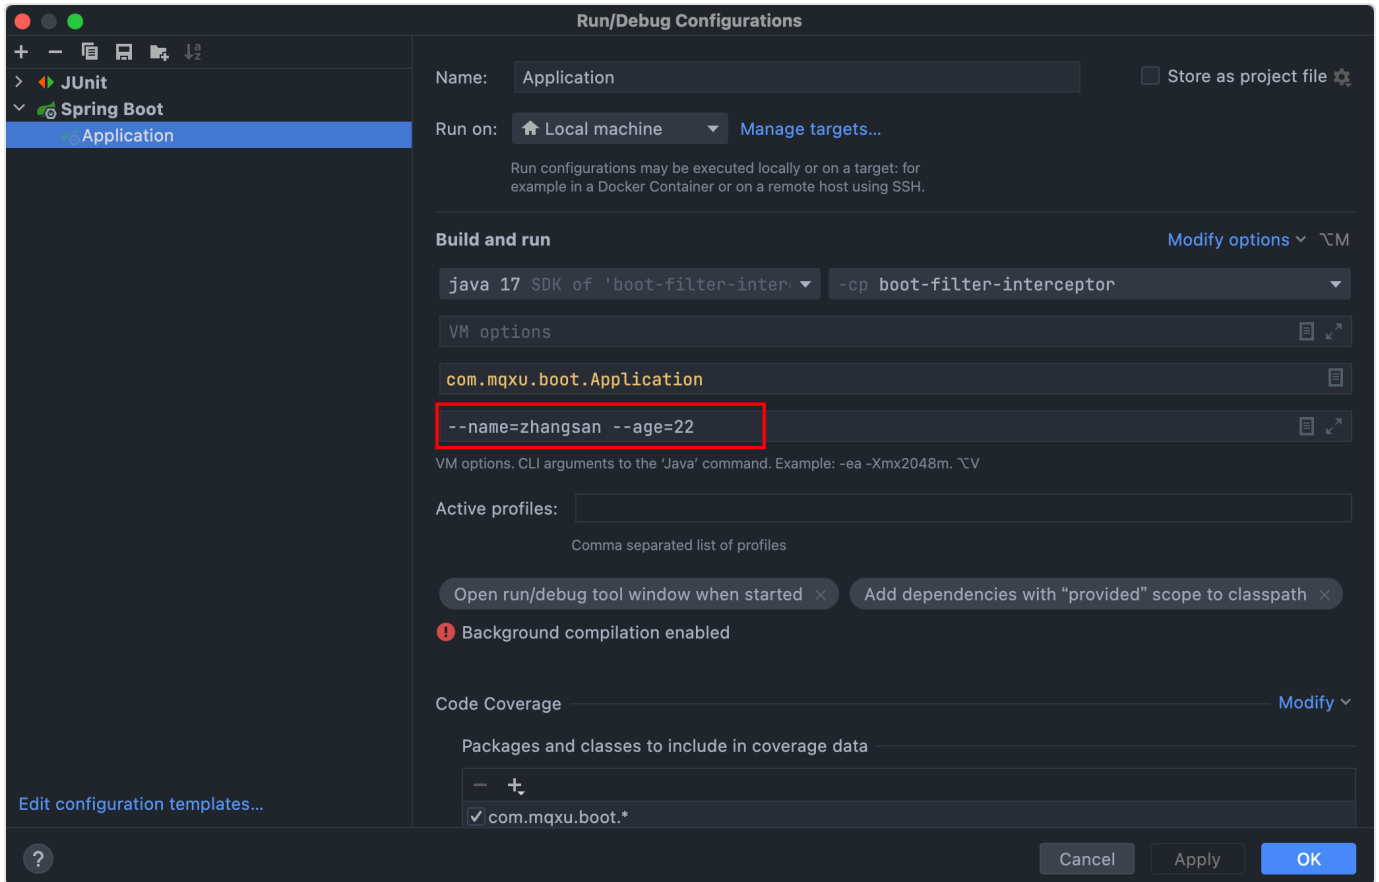 Run/Debug Configurations
JUnit
Spring Boot
Application
Edit configuration templates...
Name: Application
Store as project file
Run on: Local machine Manage targets...
Run configurations may be executed locally or on a target: for
example in a Docker Container or on a remote host using SSH.
Build and run
Modify options ⌥M
java 17 SDK of 'boot-filter-inter
-cp boot-filter-interceptor
VM options
com.mqxu.boot.Application
--name=zhangsan --age=22
VM options. CLI arguments to the ‘Java’ command. Example: -ea -Xmx2048m. ⌥V
Active profiles:
Comma separated list of profiles
Open run/debug tool window when started ×
Add dependencies with “provided” scope to classpath ×
Background compilation enabled
Code Coverage
Modify
Packages and classes to include in coverage data
com.mqxu.boot.*
?
Cancel
Apply
OK